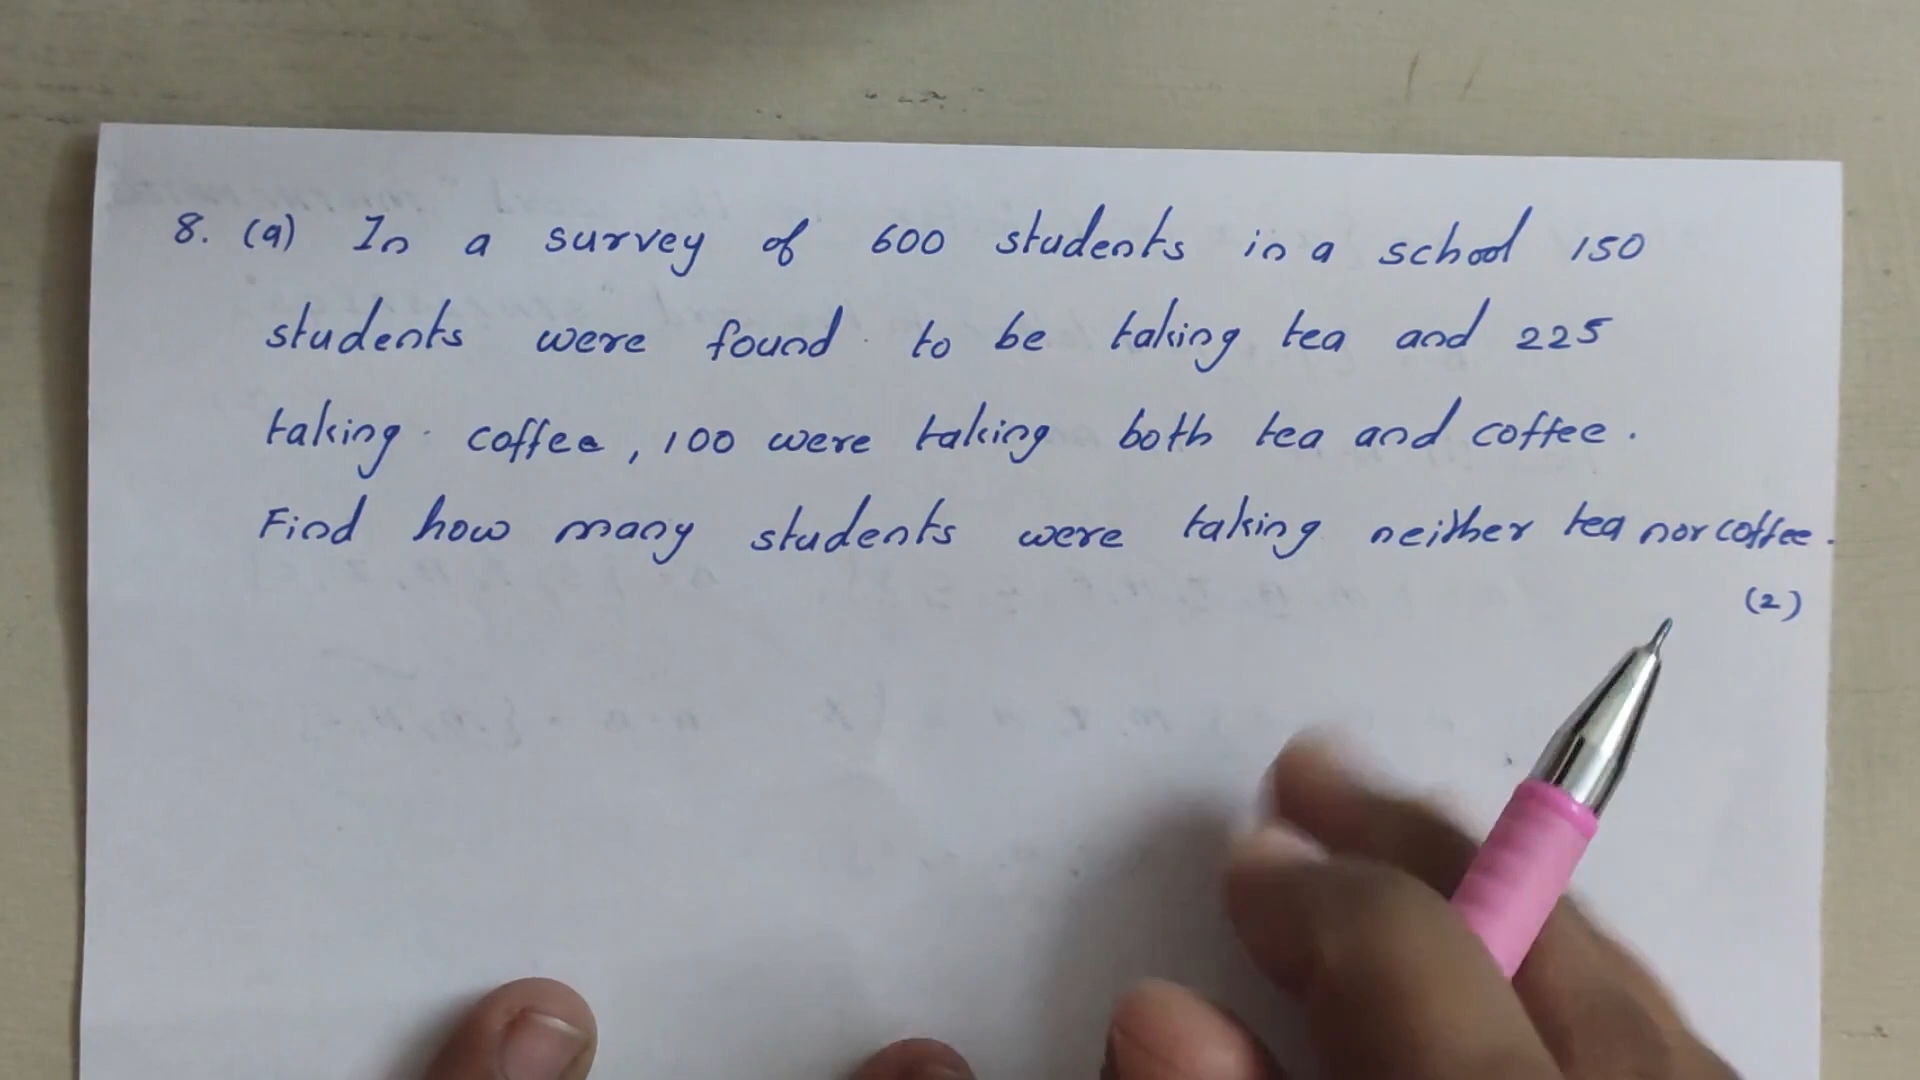 8. (a) In a survey of 600 students in a school 150
students were found to be taking tea and 225
taking coffee, 100 were taking both tea and coffee.
Find how many students were taking neither tea nor coffee.
(2)